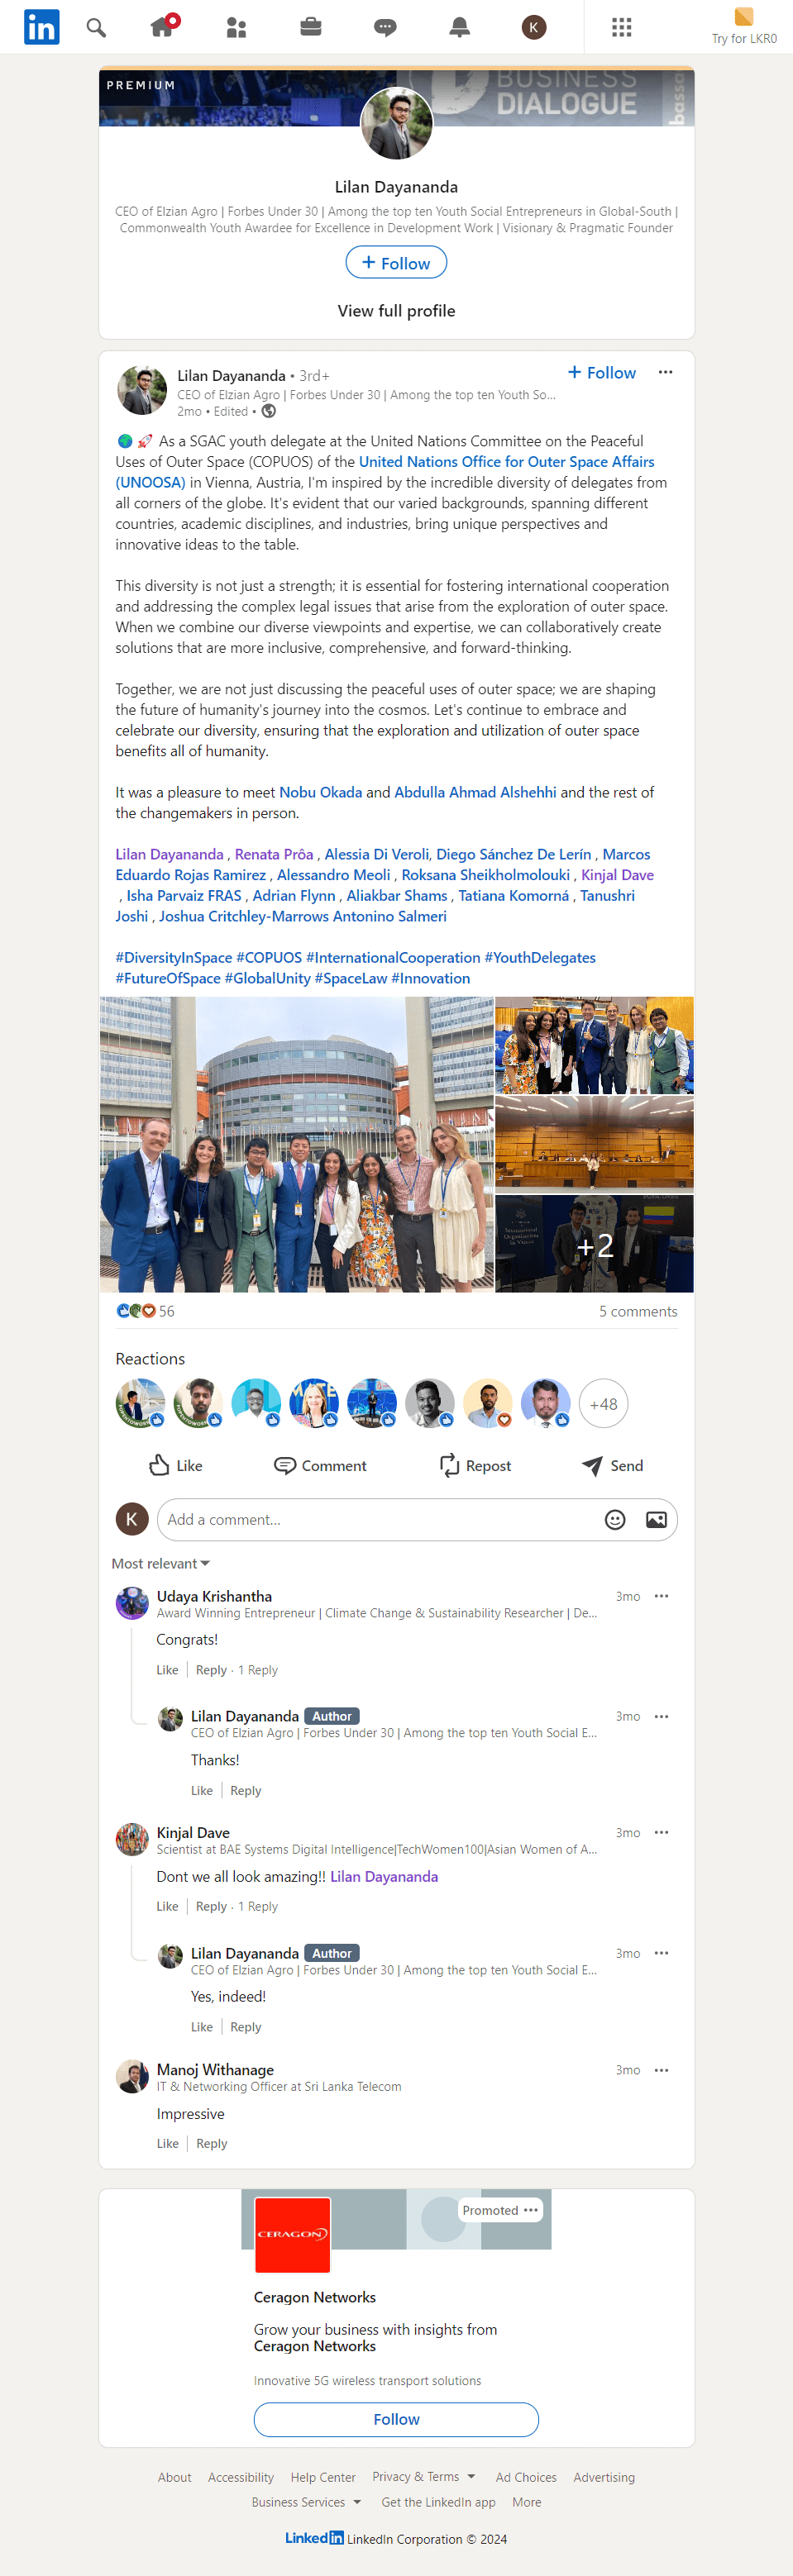 in
K
Try for LKR0
PREMIUM
BUSINESS
DIALOGUE
bassa
Lilan Dayananda
CEO of Elzian Agro | Forbes Under 30 | Among the top ten Youth Social Entrepreneurs in Global-South |
Commonwealth Youth Awardee for Excellence in Development Work | Visionary & Pragmatic Founder
+ Follow
View full profile
Lilan Dayananda • 3rd+
+ Follow
CEO of Elzian Agro | Forbes Under 30 | Among the top ten Youth So...
2mo • Edited •
🌍 🚀 As a SGAC youth delegate at the United Nations Committee on the Peaceful
Uses of Outer Space (COPUOS) of the United Nations Office for Outer Space Affairs
(UNOOSA) in Vienna, Austria, I'm inspired by the incredible diversity of delegates from
all corners of the globe. It's evident that our varied backgrounds, spanning different
countries, academic disciplines, and industries, bring unique perspectives and
innovative ideas to the table.
This diversity is not just a strength; it is essential for fostering international cooperation
and addressing the complex legal issues that arise from the exploration of outer space.
When we combine our diverse viewpoints and expertise, we can collaboratively create
solutions that are more inclusive, comprehensive, and forward-thinking.
Together, we are not just discussing the peaceful uses of outer space; we are shaping
the future of humanity's journey into the cosmos. Let's continue to embrace and
celebrate our diversity, ensuring that the exploration and utilization of outer space
benefits all of humanity.
It was a pleasure to meet Nobu Okada and Abdulla Ahmad Alshehhi and the rest of
the changemakers in person.
Lilan Dayananda , Renata Prôa , Alessia Di Veroli, Diego Sánchez De Lerín , Marcos
Eduardo Rojas Ramirez , Alessandro Meoli , Roksana Sheikholmolouki , Kinjal Dave
, Isha Parvaiz FRAS , Adrian Flynn , Aliakbar Shams , Tatiana Komorná , Tanushri
Joshi , Joshua Critchley-Marrows Antonino Salmeri
#DiversityInSpace #COPUOS #InternationalCooperation #YouthDelegates
#FutureOfSpace #GlobalUnity #SpaceLaw #Innovation
+2
56
5 comments
Reactions
+48
Like
Comment
Repost
Send
K
Add a comment...
Most relevant
Udaya Krishantha
3mo
Award Winning Entrepreneur | Climate Change & Sustainability Researcher | De...
Congrats!
Like | Reply · 1 Reply
Lilan Dayananda Author
3mo
CEO of Elzian Agro | Forbes Under 30 | Among the top ten Youth Social E...
Thanks!
Like | Reply
Kinjal Dave
3mo
Scientist at BAE Systems Digital Intelligence|TechWomen100|Asian Women of A...
Dont we all look amazing!! Lilan Dayananda
Like | Reply · 1 Reply
Lilan Dayananda Author
3mo
CEO of Elzian Agro | Forbes Under 30 | Among the top ten Youth Social E...
Yes, indeed!
Like | Reply
Manoj Withanage
3mo
IT & Networking Officer at Sri Lanka Telecom
Impressive
Like | Reply
Promoted
CERAGON
Ceragon Networks
Grow your business with insights from
Ceragon Networks
Innovative 5G wireless transport solutions
Follow
About Accessibility Help Center Privacy & Terms Ad Choices Advertising
Business Services Get the LinkedIn app More
LinkedIn LinkedIn Corporation © 2024